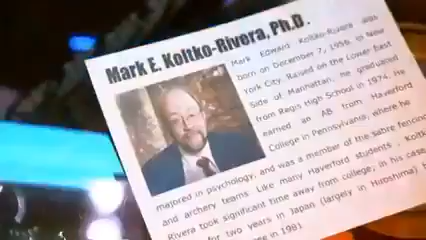 Mark E. Koltko-Rivera, Ph.D.
Mark Edward Koltko-Rivera was
born on December 7, 1956, to New
York City. Raised on the Lower East
Side of Manhattan, he graduated
from Regis High School in 1974. He
earned an AB from Haverford
College in Pennsylvania, where he
majored in psychology, and was a member of the sabre fencing
and archery teams. Like many Haverford students, Koltk
Rivera took significant time away from college; in his case,
for two years in Japan (largely in Hiroshima)
in 1981